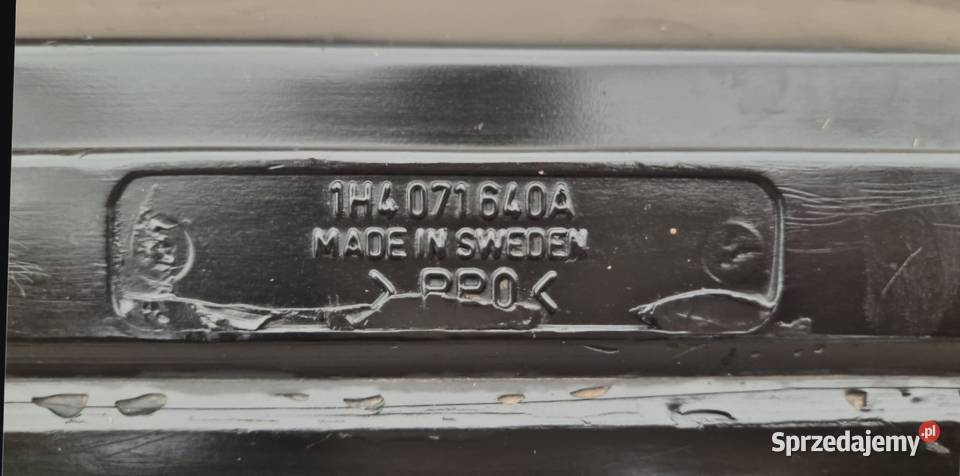 1H4 071 640A
MADE IN SWEDEN
>PPO<
Sprzedajemy.pl